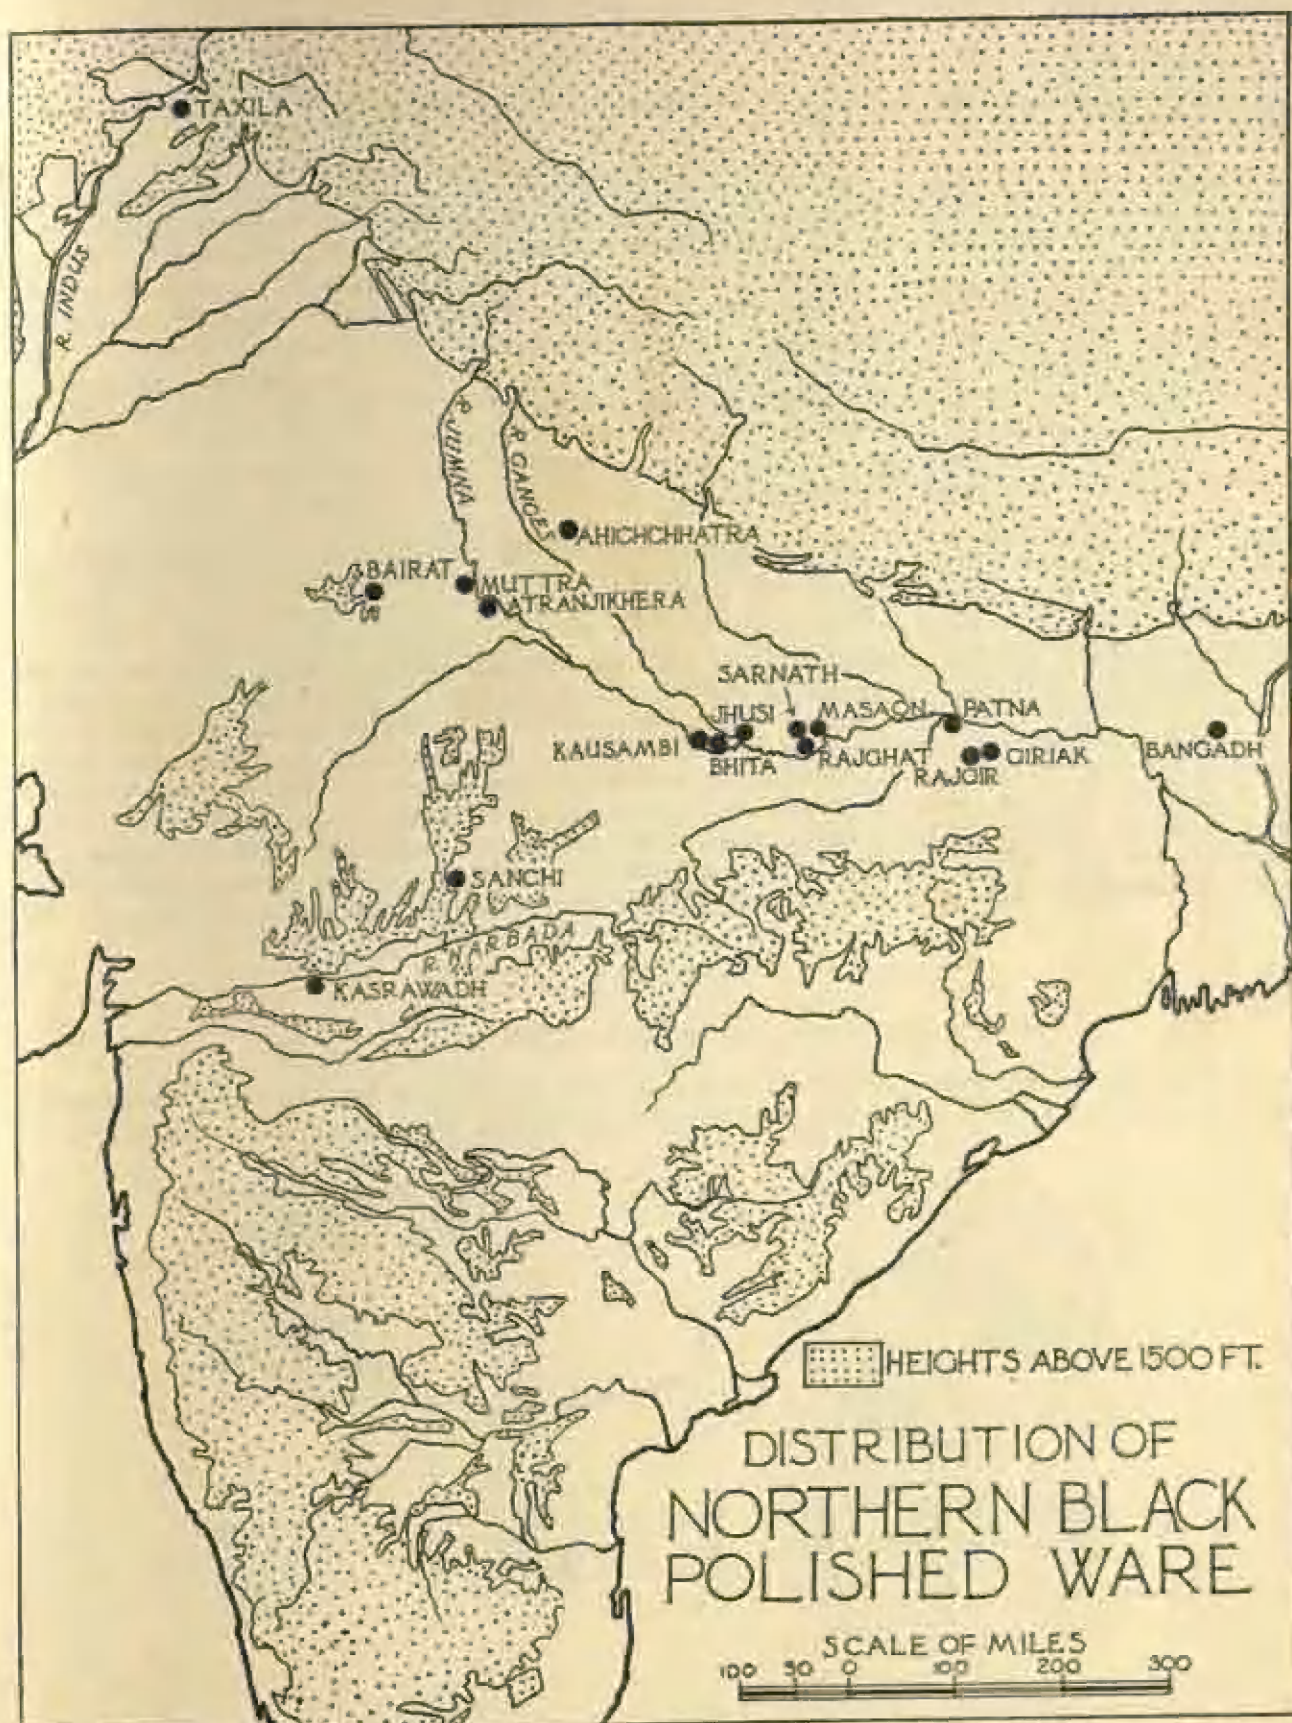 TAXILA
R. INDUS
R. JUMNA
R. GANGES
AHICHCHHATRA
BAIRAT
MUTTRA
ATRANJIKHERA
SARNATH
JHUSI
MASAON
PATNA
KAUSAMBI
BHITA
RAJGHAT
RAJGIR
GIRIAK
BANGADH
SANCHI
R. NARBADA
KASRAWADH
HEIGHTS ABOVE 1500 FT.
DISTRIBUTION OF
NORTHERN BLACK
POLISHED WARE
SCALE OF MILES
100 50 0 100 200 300